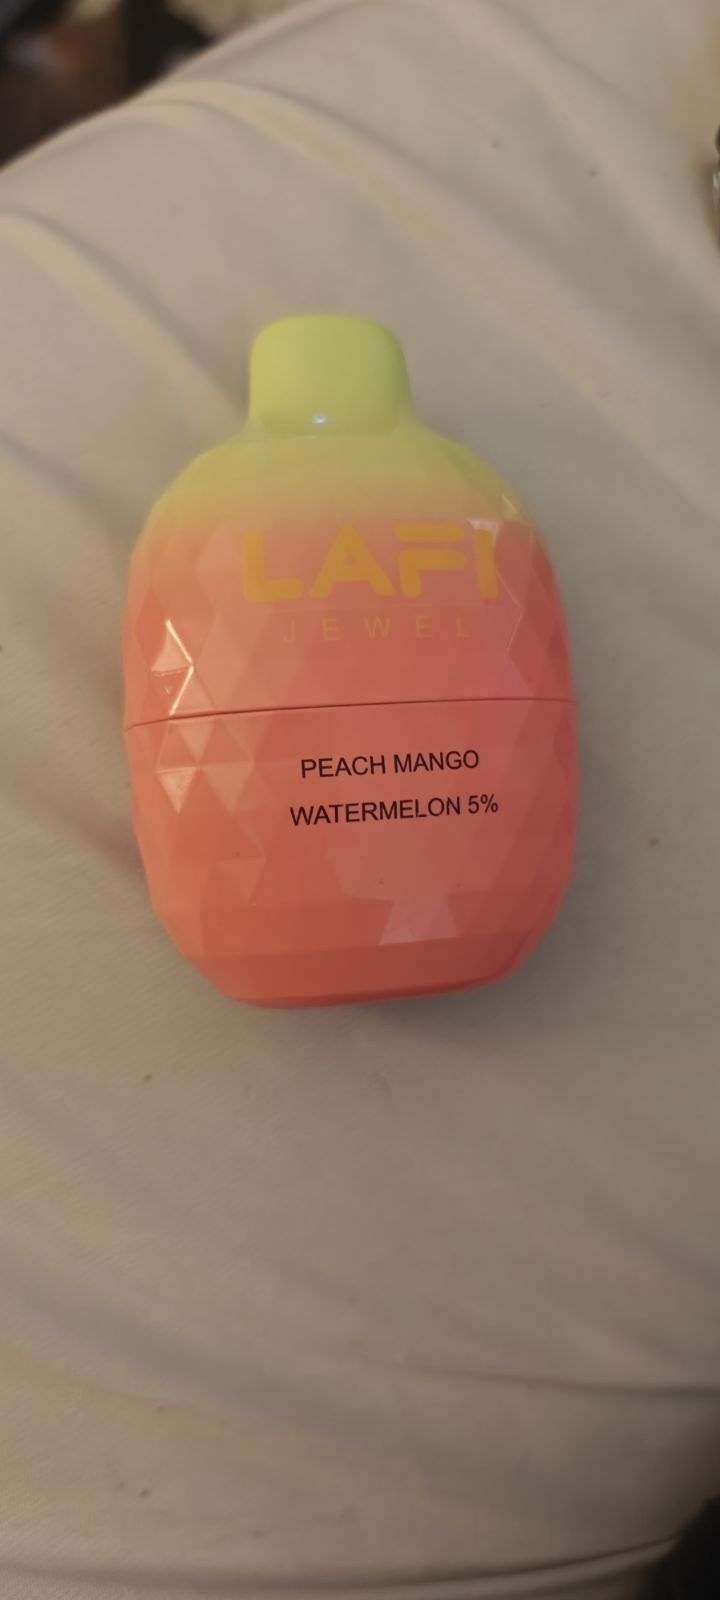 LAFI
JEWEL
PEACH MANGO
WATERMELON 5%